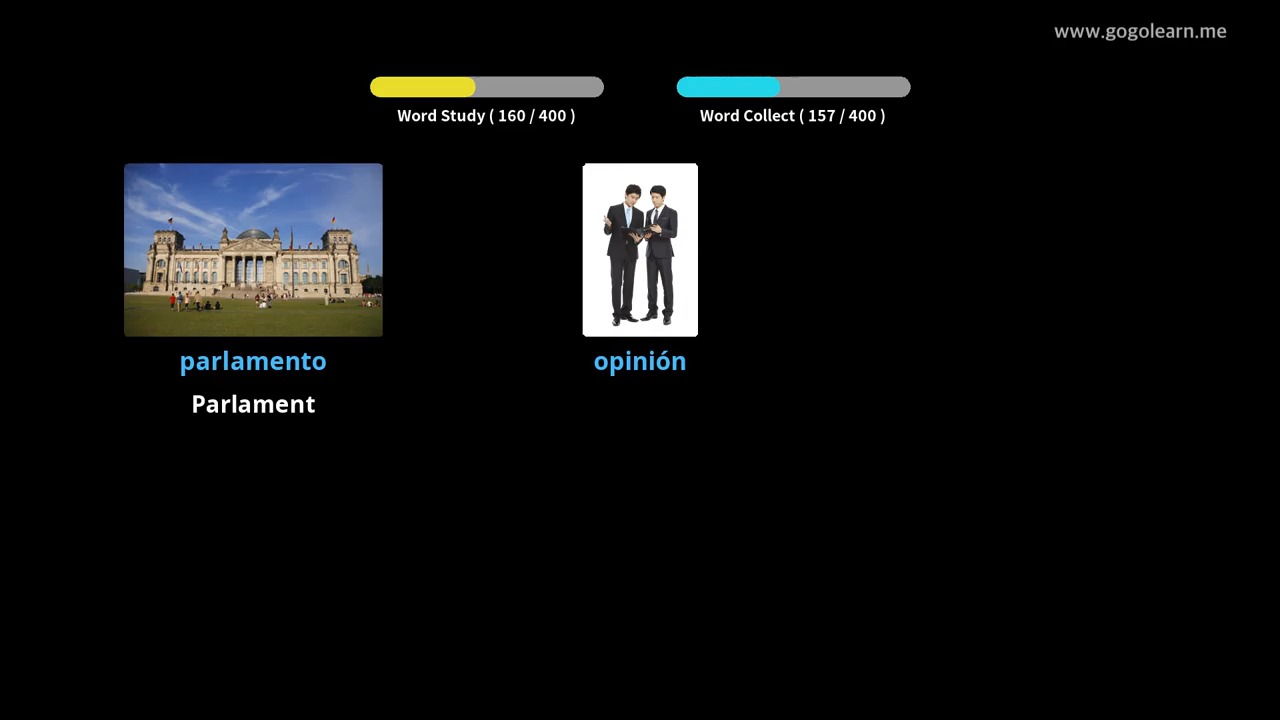 www.gogolearn.me
Word Study ( 160 / 400 )
Word Collect ( 157 / 400 )
parlamento
opinión
Parlament